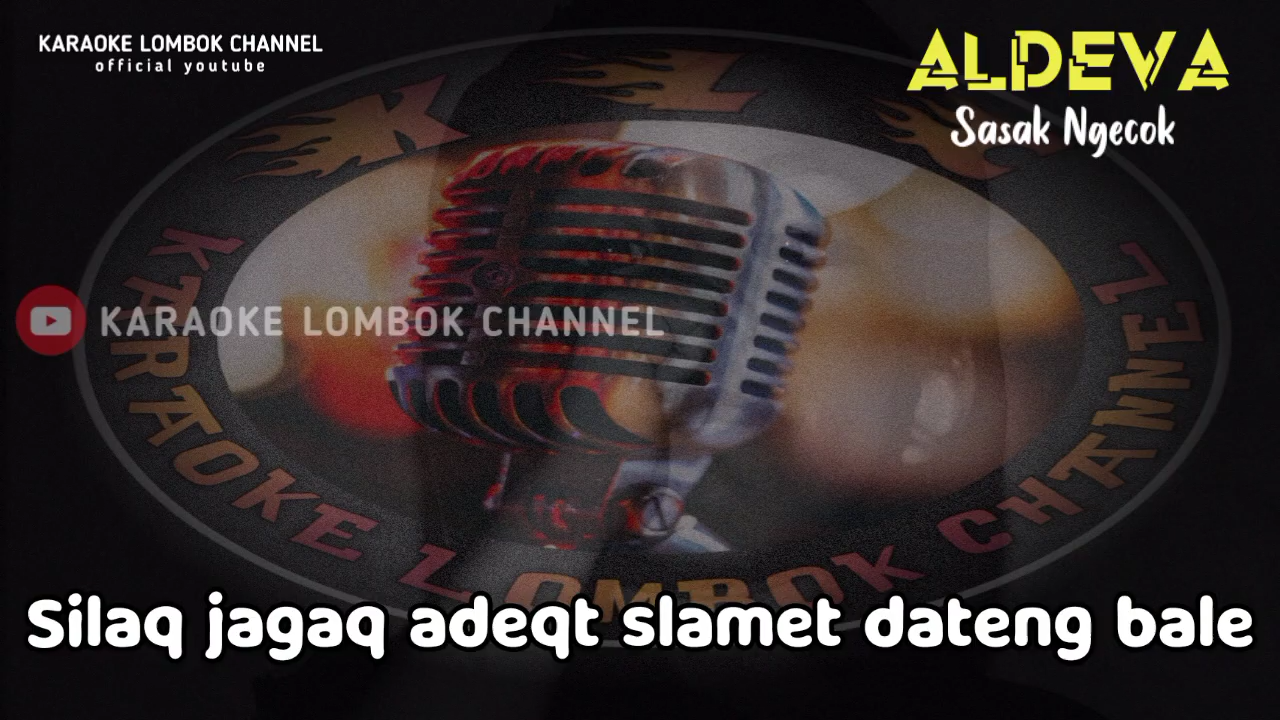 KARAOKE LOMBOK CHANNEL
official youtube
ALDEVA
Sasak Ngecok
K L C
KARAOKE LOMBOK CHANNEL
KARAOKE LOMBOK CHANNEL
Silaq jagaq adeqt slamet dateng bale